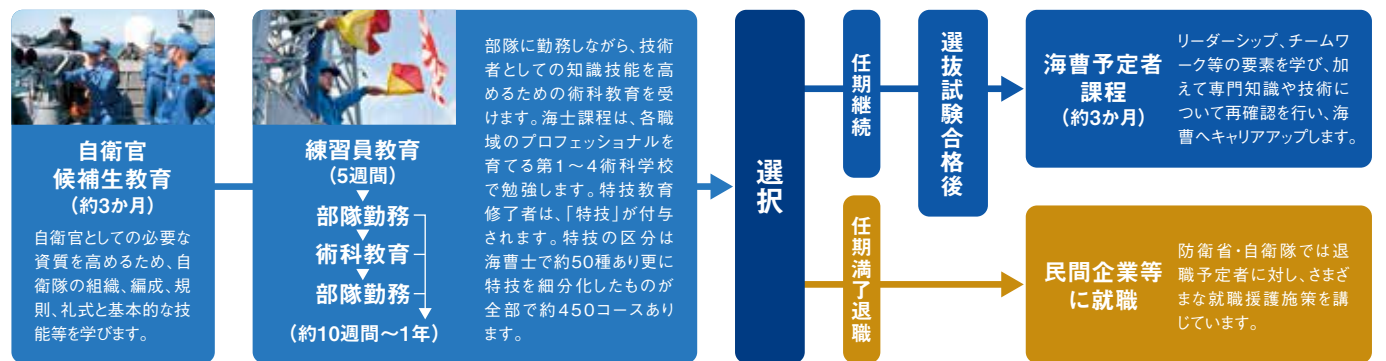 自衛官
候補生教育
(約3か月)
自衛官としての必要な
資質を高めるため、自
衛隊の組織、編成、規
則、礼式と基本的な技
能等を学びます。
練習員教育
(5週間)
部隊勤務
術科教育
部隊勤務
(約10週間〜1年)
部隊に勤務しながら、技術
者としての知識技能を高
めるための術科教育を受
けます。海士課程は、各職
域のプロフェッショナルを
育てる第1〜4術科学校
で勉強します。特技教育
修了者は、「特技」が付与
されます。特技の区分は
海曹士で約50種あり更に
特技を細分化したものが
全部で約450コースあり
ます。
選択
任期継続
選抜試験合格後
海曹予定者
課程
(約3か月)
リーダーシップ、チームワ
ーク等の要素を学び、加
えて専門知識や技術に
ついて再確認を行い、海
曹へキャリアアップします。
任期満了退職
民間企業等
に就職
防衛省・自衛隊では退
職予定者に対し、さまざ
まな就職援護施策を講
じています。